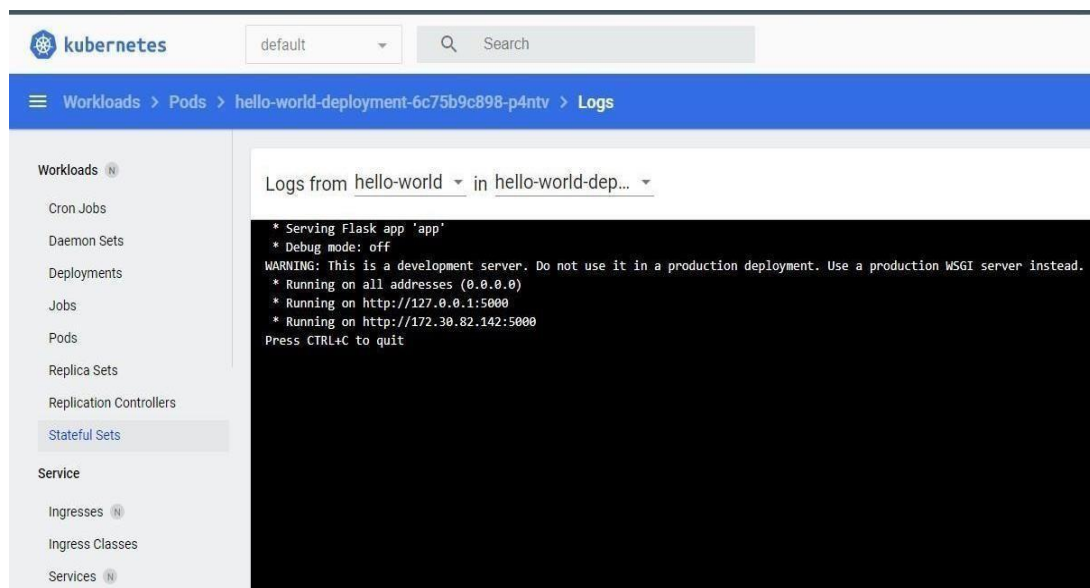 kubernetes
default
Search
Workloads > Pods > hello-world-deployment-6c75b9c898-p4ntv > Logs
Workloads N
Cron Jobs
Daemon Sets
Deployments
Jobs
Pods
Replica Sets
Replication Controllers
Stateful Sets
Service
Ingresses N
Ingress Classes
Services N
Logs from hello-world in hello-world-dep...
* Serving Flask app 'app'
* Debug mode: off
WARNING: This is a development server. Do not use it in a production deployment. Use a production WSGI server instead.
* Running on all addresses (0.0.0.0)
* Running on http://127.0.0.1:5000
* Running on http://172.30.82.142:5000
Press CTRL+C to quit